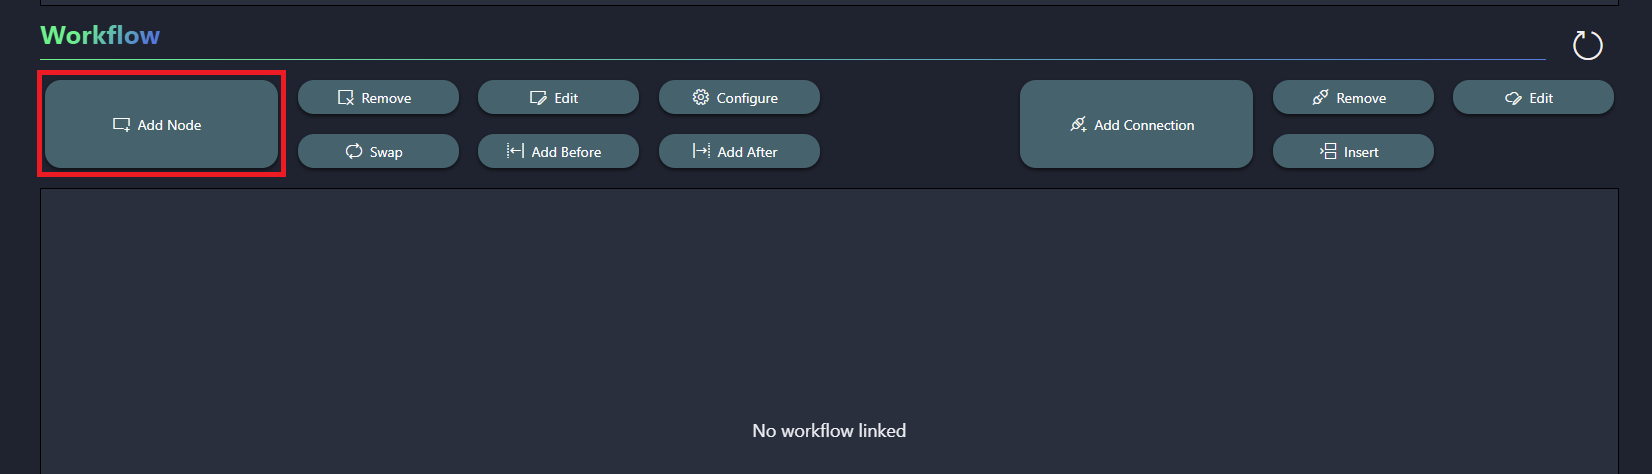 Workflow
Add Node
Remove
Edit
Configure
Swap
Add Before
Add After
Add Connection
Remove
Edit
Insert
No workflow linked